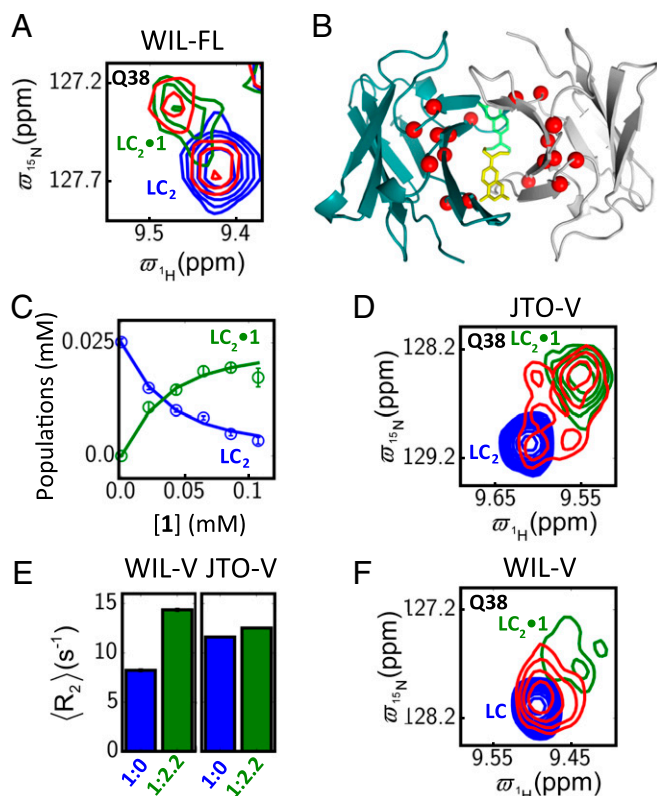 A
WIL-FL
Q38
127.2
127.7
ϖ15N (ppm)
LC2•1
LC2
9.5
9.4
ϖ1H(ppm)
B
C
0.025
0.0
Populations (mM)
LC2•1
LC2
0.0
0.05
0.1
[1] (mM)
D
JTO-V
Q38
LC2•1
128.2
129.2
ϖ15N (ppm)
LC2
9.65
9.55
ϖ1H(ppm)
E
WIL-V JTO-V
15
10
5
0
⟨R2⟩(s-1)
1:0
1:2.2
1:0
1:2.2
F
WIL-V
Q38
127.2
128.2
ϖ15N (ppm)
LC2•1
LC
9.55
9.45
ϖ1H(ppm)